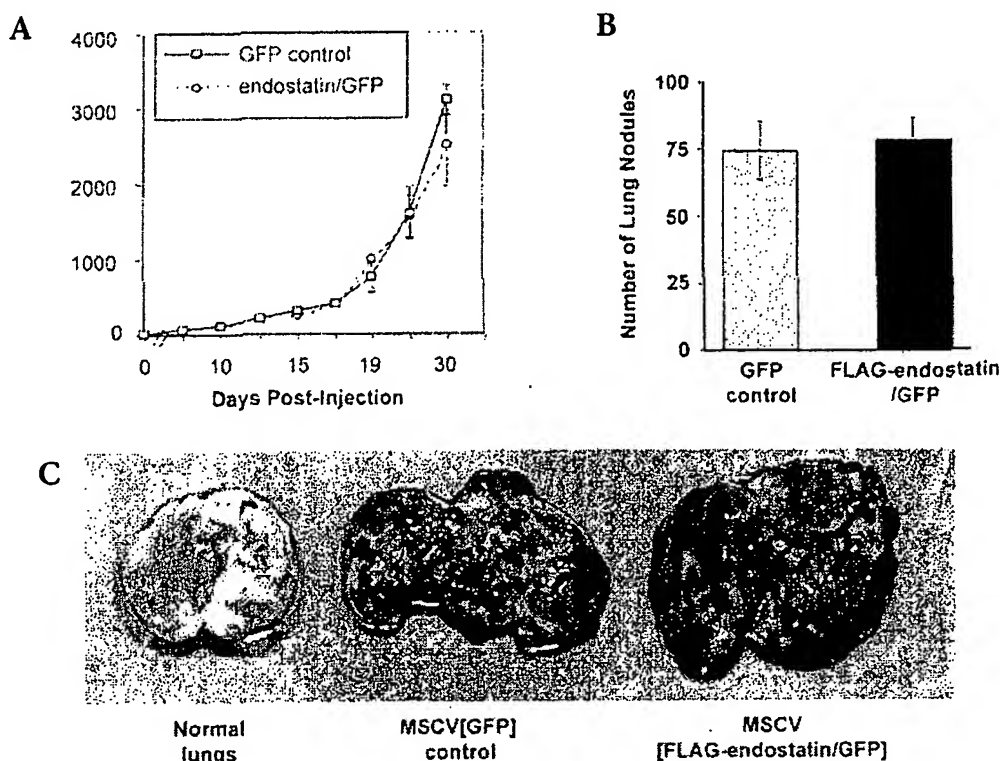 A
4000
3000
2000
1000
0
GFP control
endostatin/GFP
0 10 15 19 30
Days Post-Injection
B
Number of Lung Nodules
100
75
50
25
0
GFP control
FLAG-endostatin /GFP
C
Normal lungs
MSCV[GFP] control
MSCV [FLAG-endostatin/GFP]